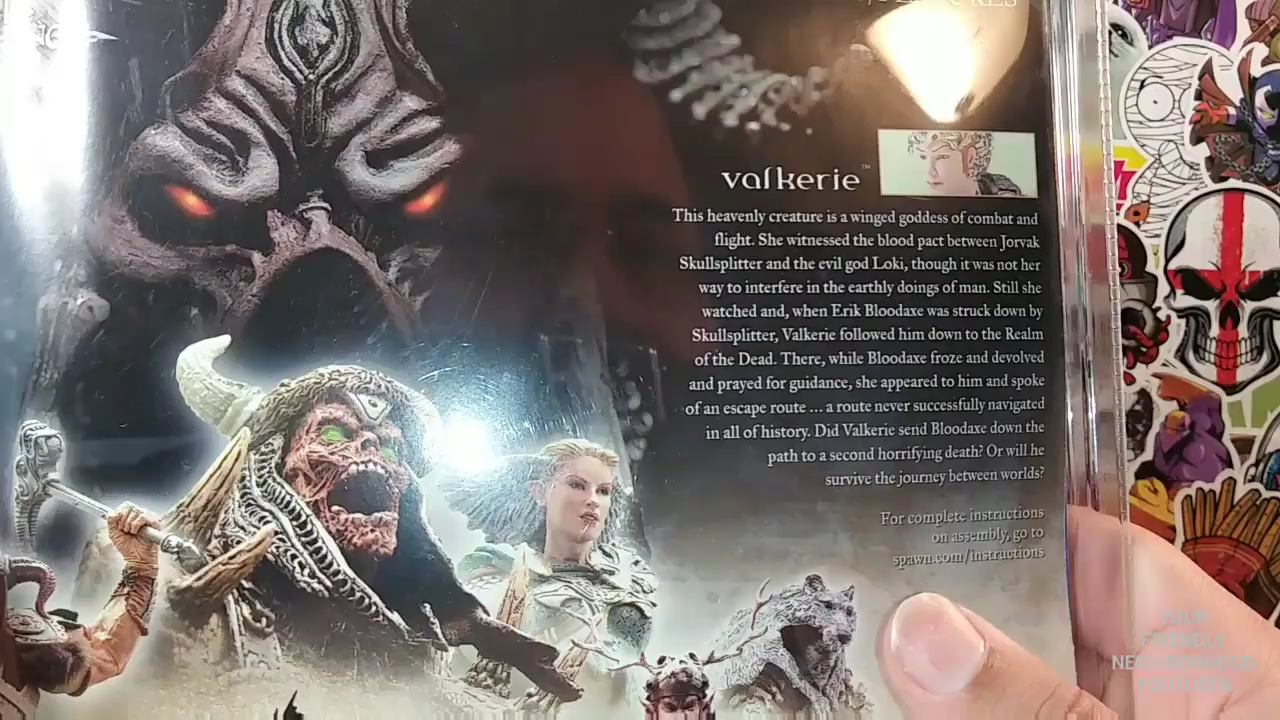 valkerie™
This heavenly creature is a winged goddess of combat and
flight. She witnessed the blood pact between Jorvak
Skullsplitter and the evil god Loki, though it was not her
way to interfere in the earthly doings of man. Still she
watched and, when Erik Bloodaxe was struck down by
Skullsplitter, Valkerie followed him down to the Realm
of the Dead. There, while Bloodaxe froze and devolved
and prayed for guidance, she appeared to him and spoke
of an escape route ... a route never successfully navigated
in all of history. Did Valkerie send Bloodaxe down the
path to a second horrifying death? Or will he
survive the journey between worlds?
For complete instructions
on assembly, go to
spawn.com/instructions
YOUR
FRIENDLY
NEIGHBORHOOD
YOUTUBER